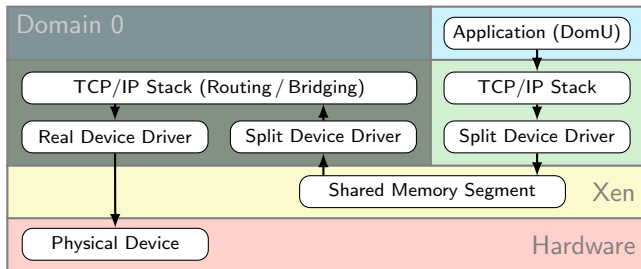 Domain 0
Application (DomU)
TCP/IP Stack (Routing / Bridging)
TCP/IP Stack
Real Device Driver
Split Device Driver
Split Device Driver
Shared Memory Segment
Xen
Physical Device
Hardware